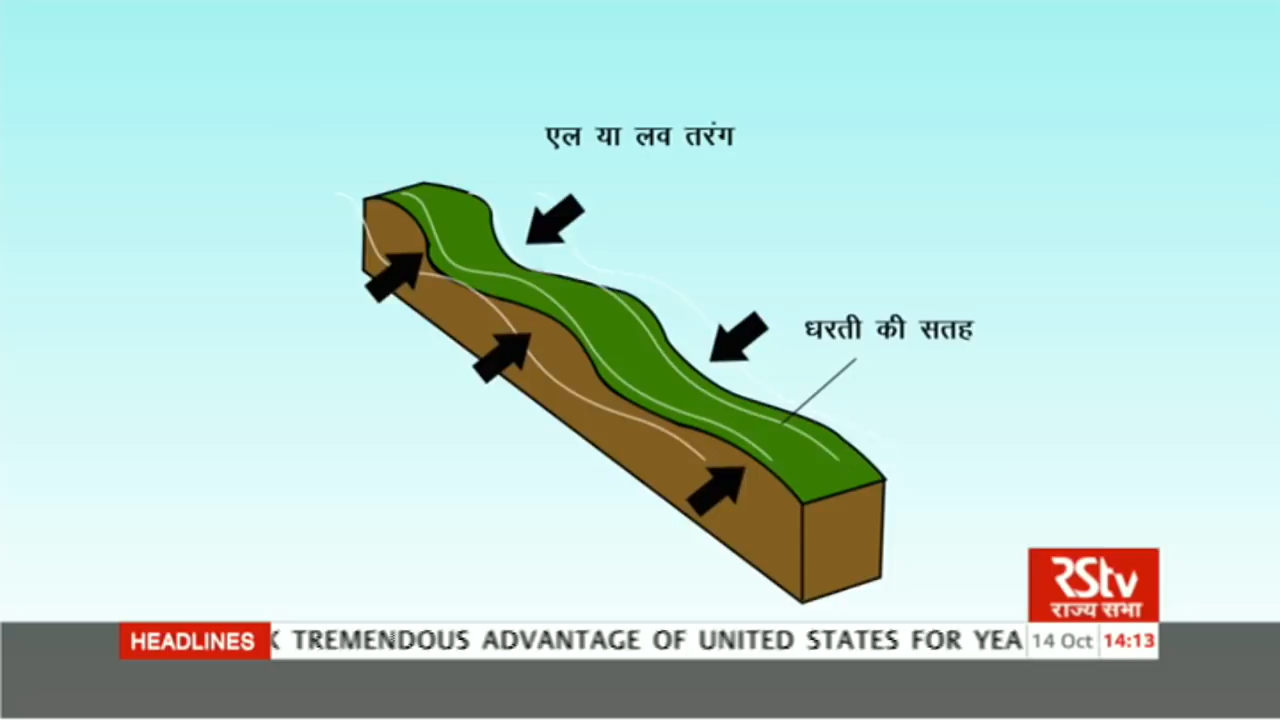 एल या लव तरंग
धरती की सतह
RStv
राज्य सभा
HEADLINES TREMENDOUS ADVANTAGE OF UNITED STATES FOR YEA 14 Oct 14:13